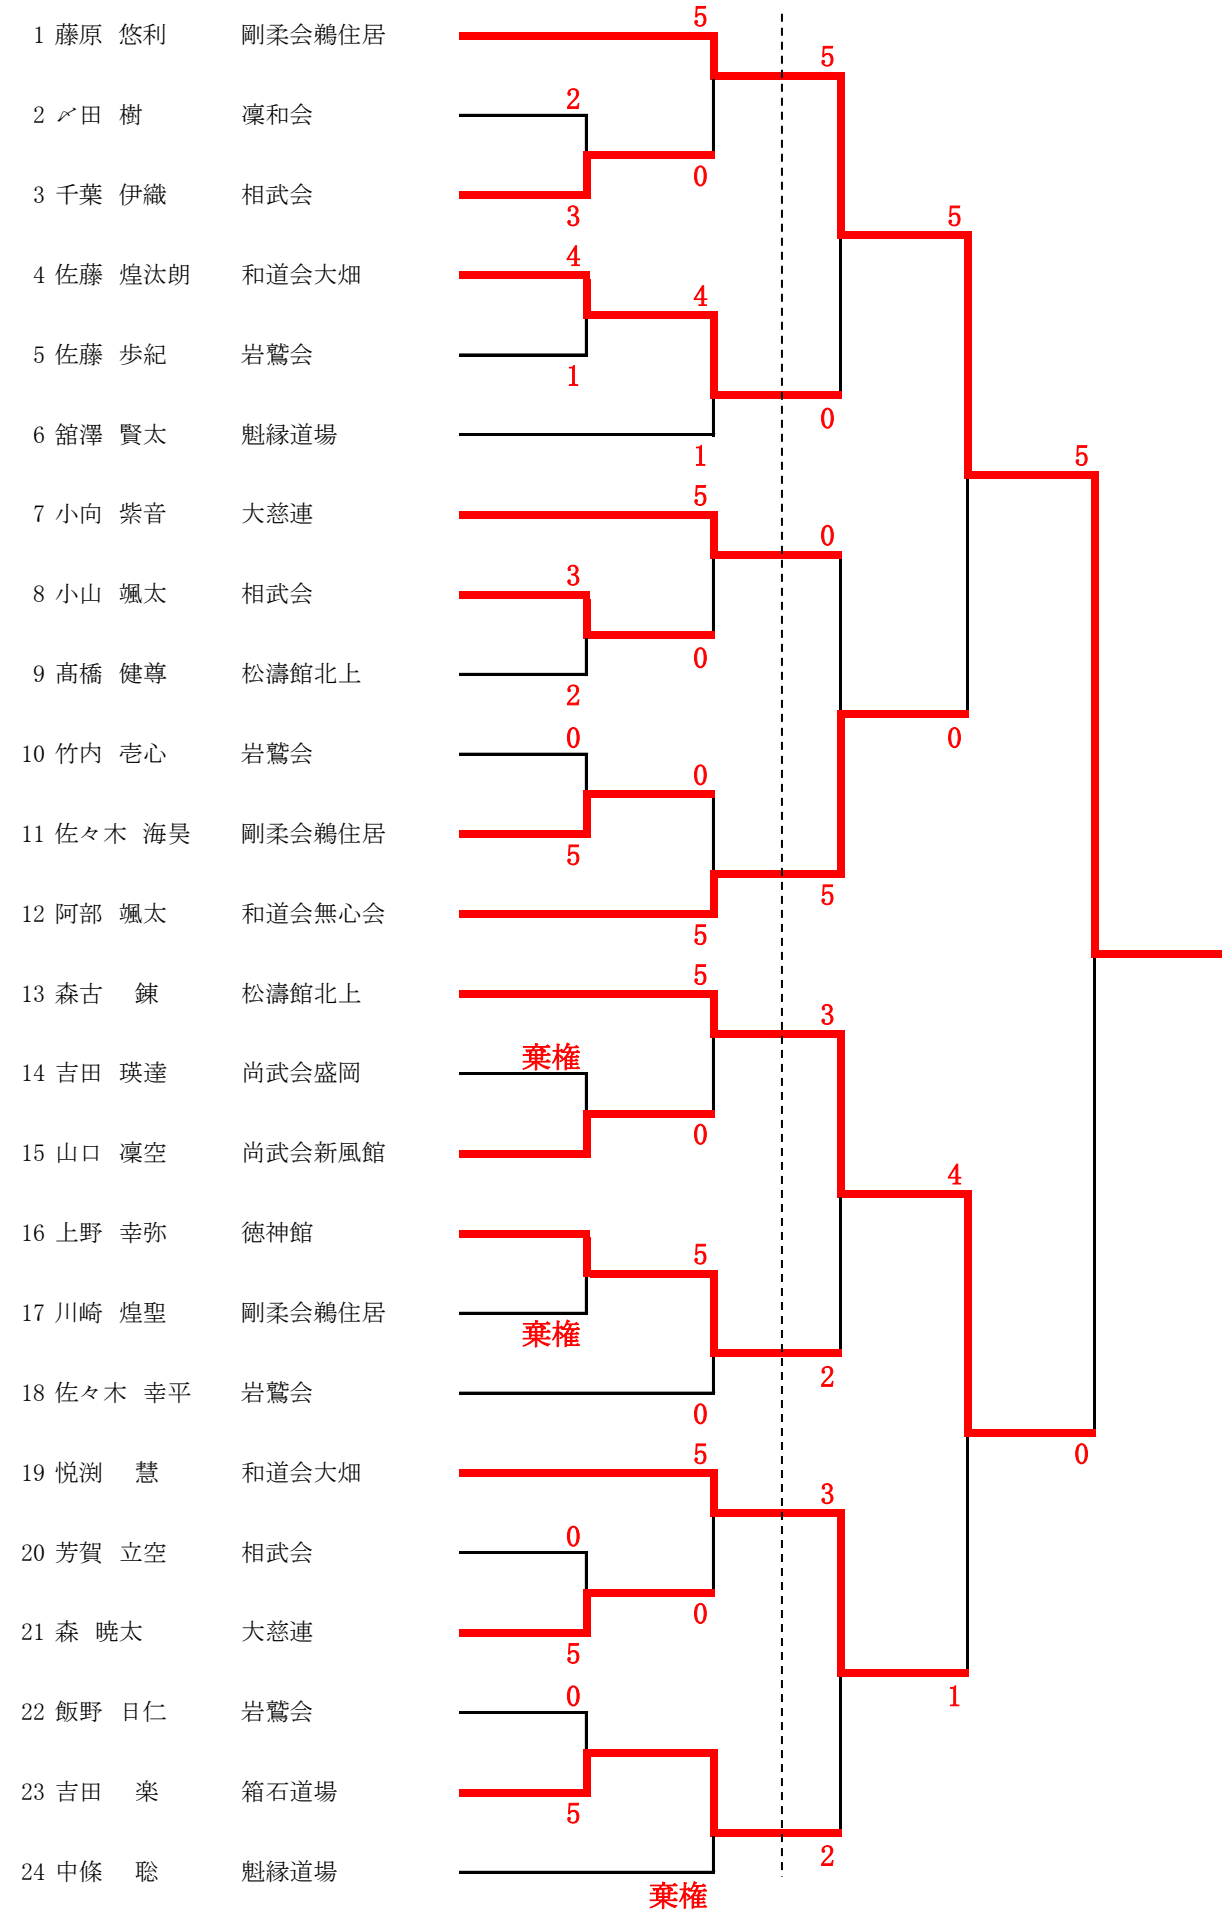 5
1 藤原 悠利 剛柔会鵜住居
5
2
2 〆田 樹 凜和会
0
3 千葉 伊織 相武会
3
5
4
4 佐藤 煌汰朗 和道会大畑
4
5 佐藤 歩紀 岩鷲会
1
0
6 舘澤 賢太 魁縁道場
1
5
5
7 小向 紫音 大慈連
0
3
8 小山 颯太 相武会
0
9 髙橋 健尊 松濤館北上
2
0
0
10 竹内 壱心 岩鷲会
0
11 佐々木 海昊 剛柔会鵜住居
5
5
12 阿部 颯太 和道会無心会
5
5
13 森古 錬 松濤館北上
3
棄権
14 吉田 瑛達 尚武会盛岡
0
15 山口 凜空 尚武会新風館
4
16 上野 幸弥 徳神館
5
17 川崎 煌聖 剛柔会鵜住居
棄権
2
18 佐々木 幸平 岩鷲会
0
5
0
19 悦渕 慧 和道会大畑
3
0
20 芳賀 立空 相武会
0
21 森 暁太 大慈連
5
0
1
22 飯野 日仁 岩鷲会
23 吉田 楽 箱石道場
5
2
24 中條 聡 魁縁道場
棄権